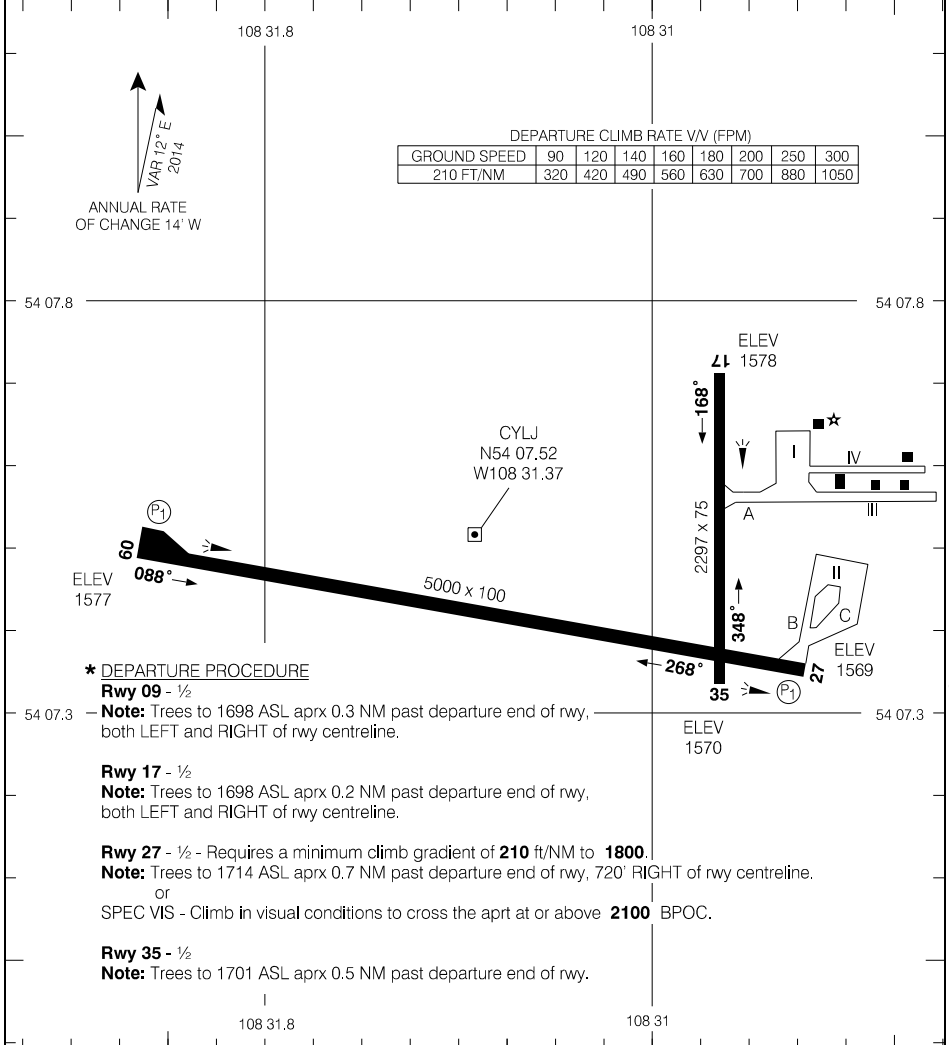 108 31.8 108 31
VAR 12° E
2014
ANNUAL RATE
OF CHANGE 14' W
DEPARTURE CLIMB RATE V/V (FPM)
GROUND SPEED 90 120 140 160 180 200 250 300
210 FT/NM 320 420 490 560 630 700 880 1050
54 07.8 54 07.8
ELEV
1578
17
168°
CYLJ
N54 07.52
W108 31.37
I
IV
III
A
2297 x 75
P1
09
088°
ELEV
1577
5000 x 100
II
B
C
348°
268°
ELEV
1569
27
35
P1
ELEV
1570
54 07.3 54 07.3
* DEPARTURE PROCEDURE
Rwy 09 - ½
Note: Trees to 1698 ASL aprx 0.3 NM past departure end of rwy,
both LEFT and RIGHT of rwy centreline.
Rwy 17 - ½
Note: Trees to 1698 ASL aprx 0.2 NM past departure end of rwy,
both LEFT and RIGHT of rwy centreline.
Rwy 27 - ½ - Requires a minimum climb gradient of 210 ft/NM to 1800.
Note: Trees to 1714 ASL aprx 0.7 NM past departure end of rwy, 720' RIGHT of rwy centreline.
or
SPEC VIS - Climb in visual conditions to cross the aprt at or above 2100 BPOC.
Rwy 35 - ½
Note: Trees to 1701 ASL aprx 0.5 NM past departure end of rwy.
108 31.8 108 31